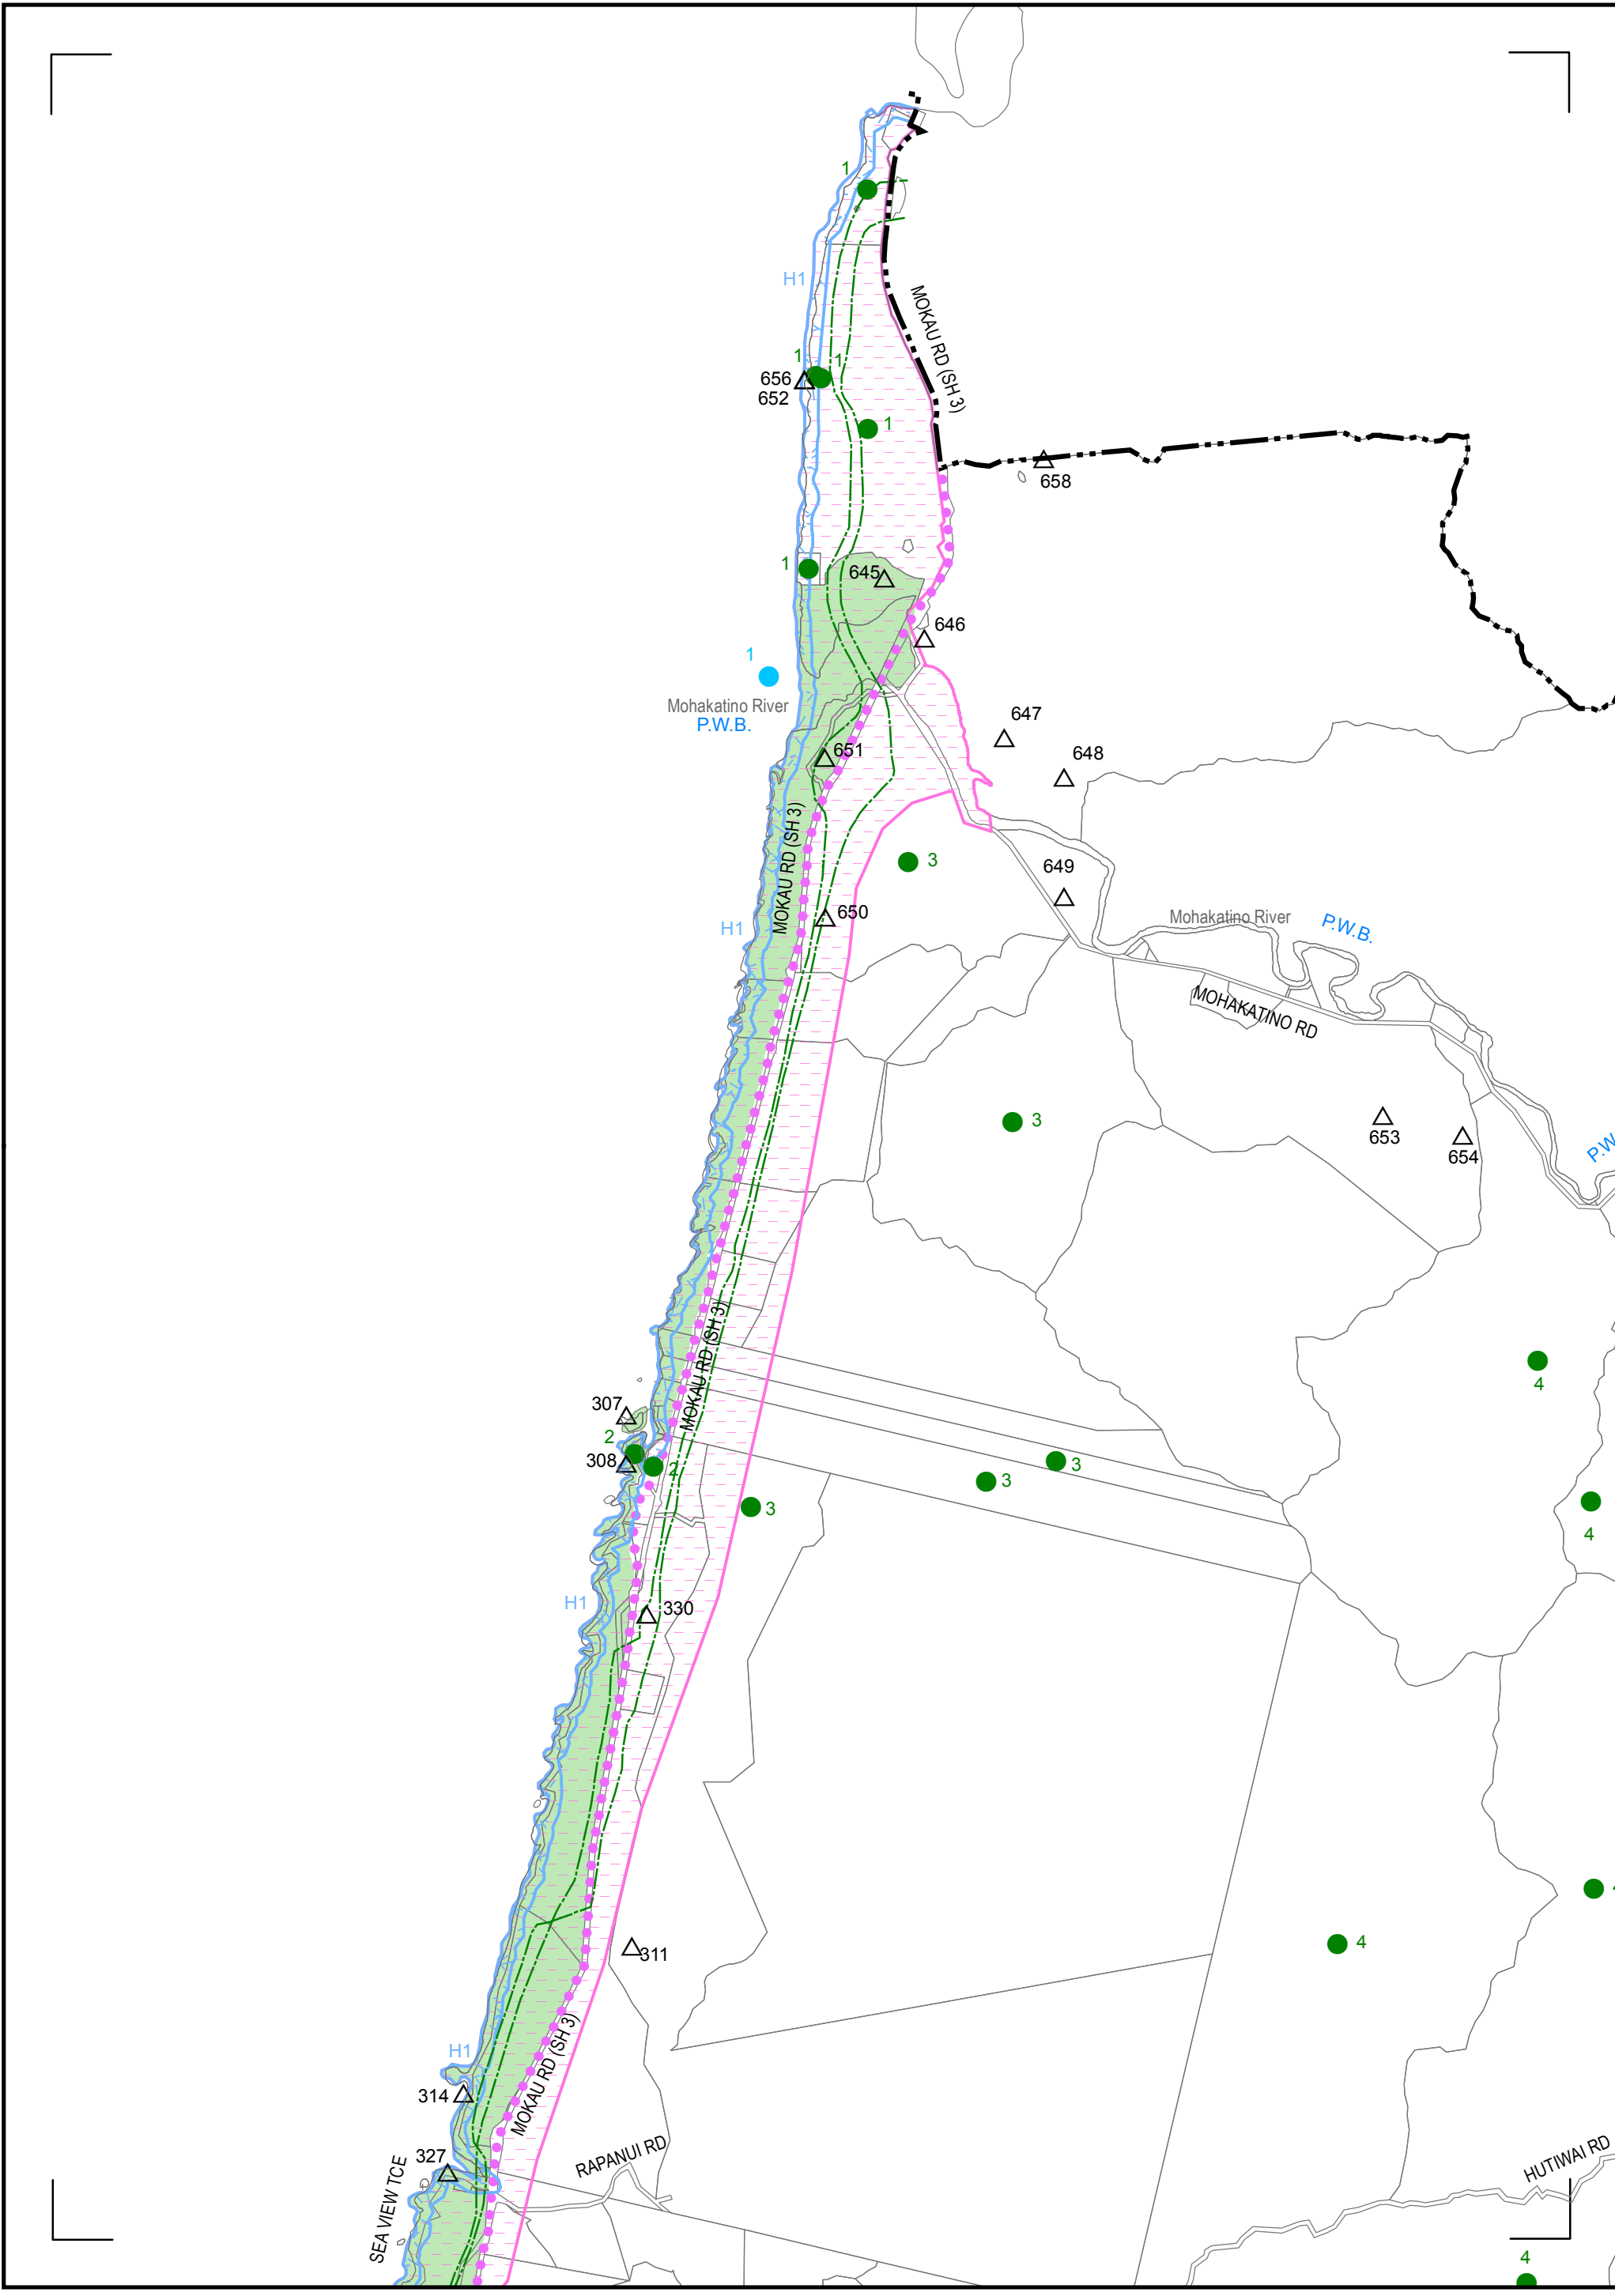 1
H1
MOKAU RD (SH 3)
1
1
656
652
1
658
1
645
646
1
Mohakatino River
P.W.B.
647
651
648
MOKAU RD (SH 3)
3
649
650
H1
Mohakatino River
P.W.B.
MOHAKATINO RD
3
653
654
MOKAU RD (SH 3)
4
307
2
308
2
3
3
3
4
H1
330
4
311
MOKAU RD (SH 3)
H1
314
327
RAPANUI RD
SEA VIEW TCE
HUTIWAI RD
4